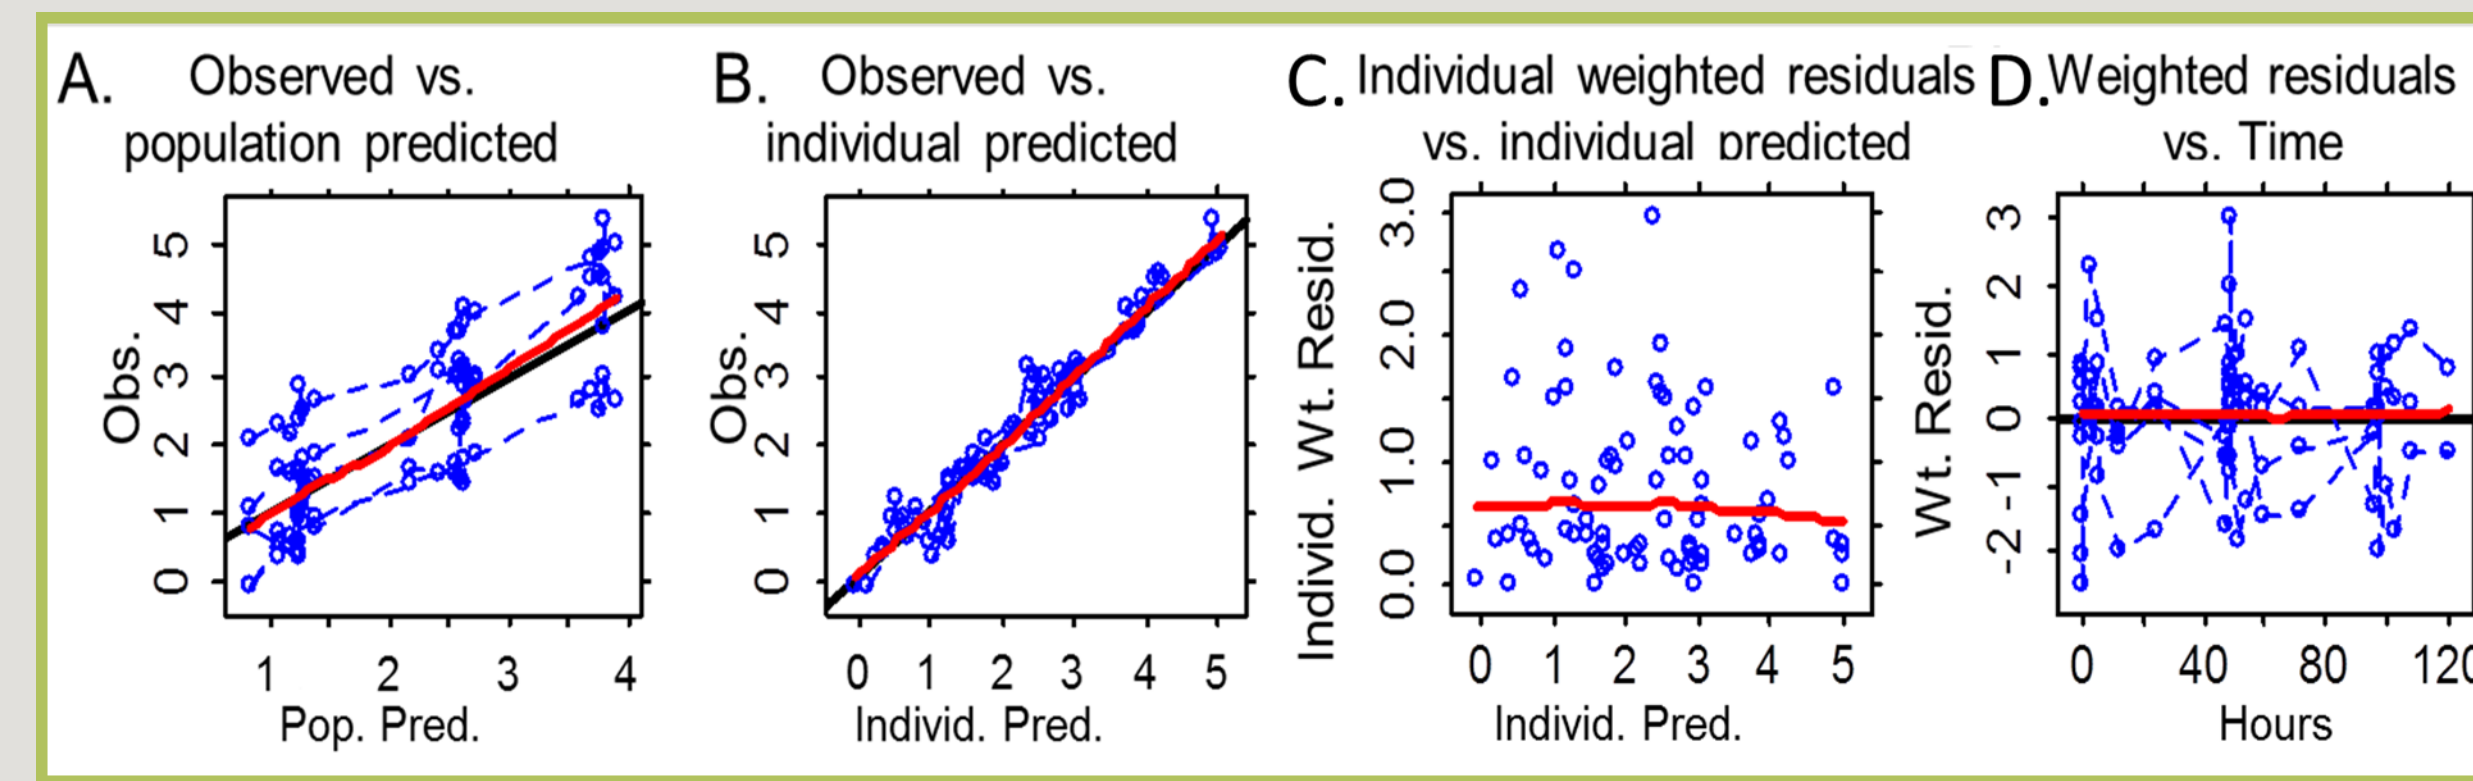 A. Observed vs.
population predicted
5
4
3
2
1
0
Obs.
1 2 3 4
Pop. Pred.
B. Observed vs.
individual predicted
5
4
3
2
1
0
Obs.
0 1 2 3 4 5
Individ. Pred.
C. Individual weighted residuals
vs. individual predicted
3.0
2.0
1.0
0.0
Individ. Wt. Resid.
0 1 2 3 4 5
Individ. Pred.
D. Weighted residuals
vs. Time
3
2
1
0
-1
-2
Wt. Resid.
0 40 80 120
Hours